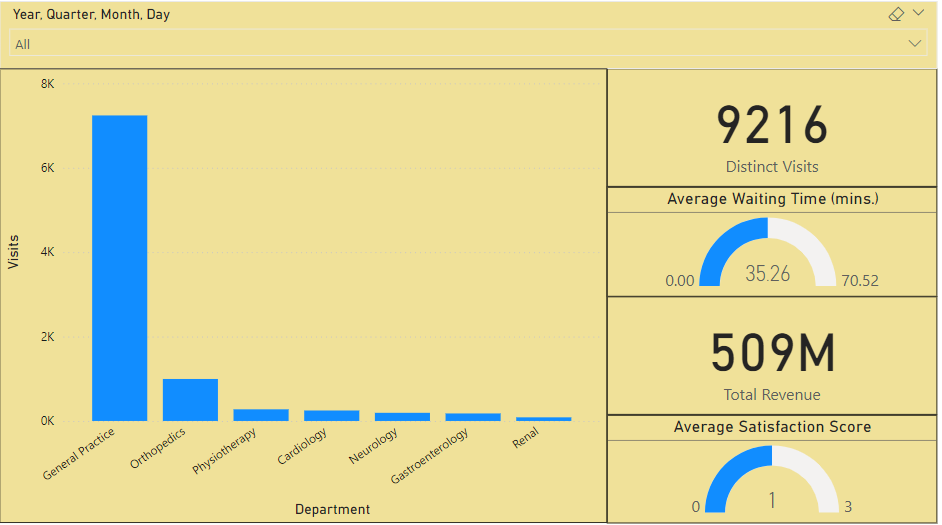 Year, Quarter, Month, Day
All
8K
6K
4K
2K
0K
Visits
General Practice
Orthopedics
Physiotherapy
Cardiology
Neurology
Gastroenterology
Renal
Department
9216
Distinct Visits
Average Waiting Time (mins.)
35.26
0.00 70.52
509M
Total Revenue
Average Satisfaction Score
1
0 3